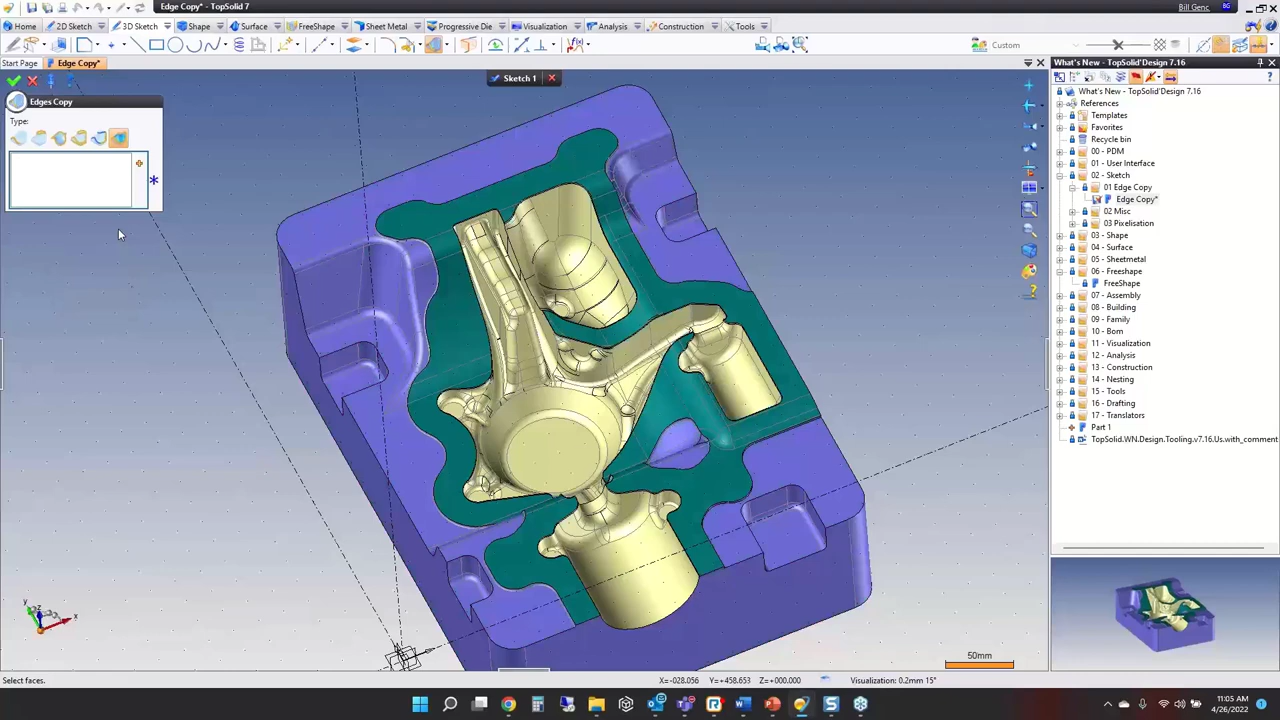 Edge Copy* - TopSolid 7
Bill Genc
BG
Home
2D Sketch
3D Sketch
Shape
Surface
FreeShape
Sheet Metal
Progressive Die
Visualization
Analysis
Construction
Tools
Custom
Start Page
Edge Copy*
Sketch 1
Edges Copy
Type:
What's New - TopSolid'Design 7.16
What's New - TopSolid'Design 7.16
References
Templates
Favorites
Recycle bin
00 - PDM
01 - User Interface
02 - Sketch
01 Edge Copy
Edge Copy*
02 Misc
03 Pixelisation
03 - Shape
04 - Surface
05 - Sheetmetal
06 - Freeshape
FreeShape
07 - Assembly
08 - Building
09 - Family
10 - Bom
11 - Visualization
12 - Analysis
13 - Construction
14 - Nesting
15 - Tools
16 - Drafting
17 - Translators
Part 1
TopSolid.WN.Design.Tooling.v7.16.Us.with_comment
y
z
x
50mm
Select faces.
X=-028.056
Y=+458.653
Z=+000.000
Visualization: 0.2mm 15°
11:05 AM
4/26/2022